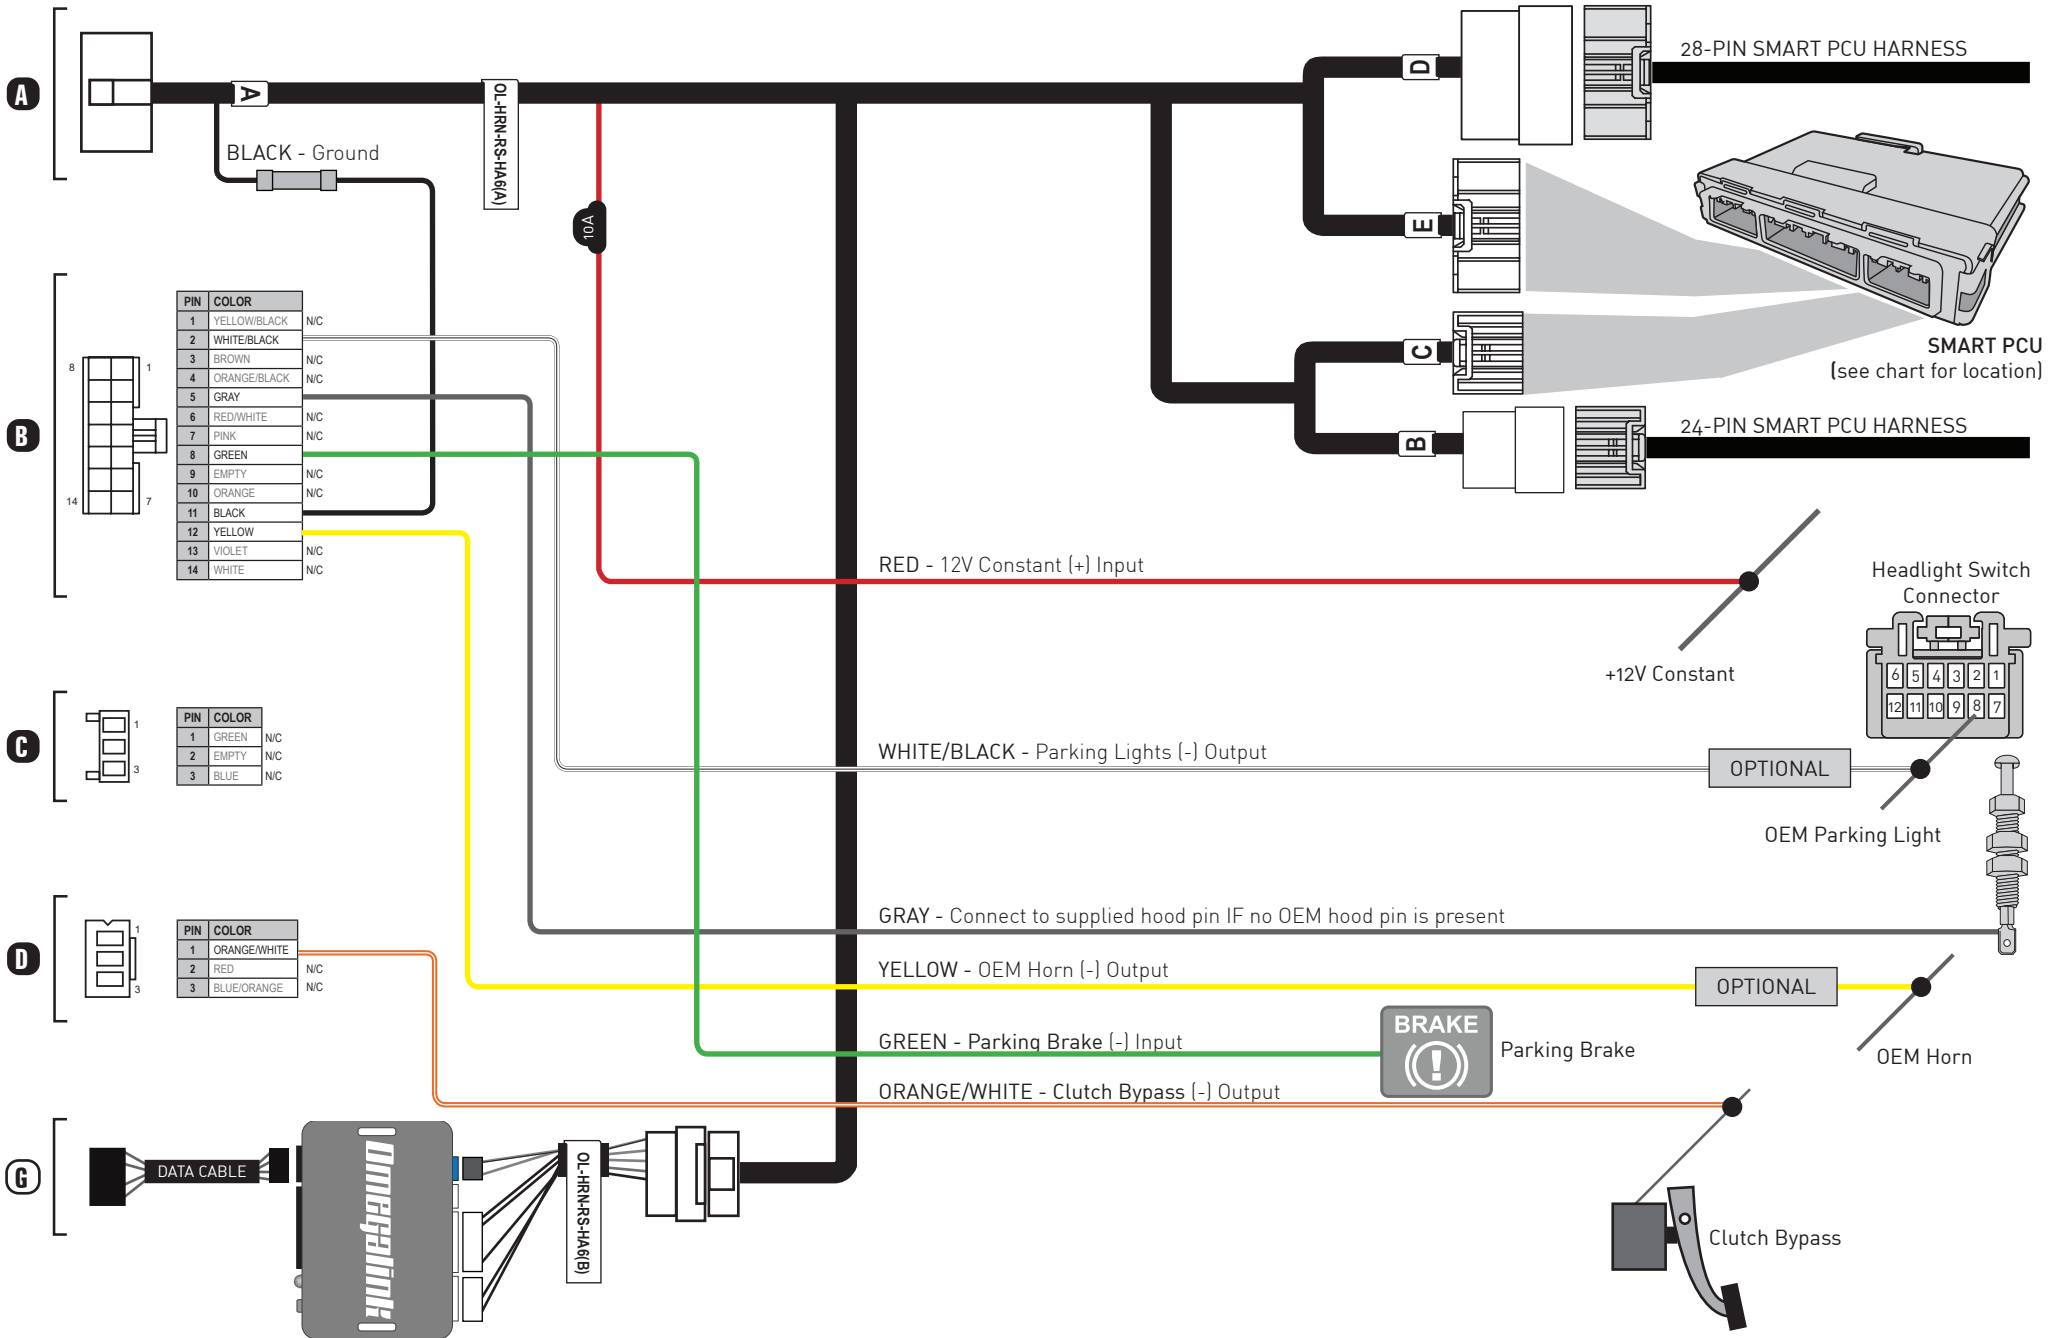 A
A
OL-HRN-RS-HA6(A)
BLACK - Ground
10A
D
28-PIN SMART PCU HARNESS
E
C
SMART PCU
(see chart for location)
B
24-PIN SMART PCU HARNESS
B
8 1
14 7
PIN COLOR
1 YELLOW/BLACK N/C
2 WHITE/BLACK
3 BROWN N/C
4 ORANGE/BLACK N/C
5 GRAY
6 RED/WHITE N/C
7 PINK N/C
8 GREEN
9 EMPTY N/C
10 ORANGE N/C
11 BLACK
12 YELLOW
13 VIOLET N/C
14 WHITE N/C
RED - 12V Constant (+) Input
+12V Constant
Headlight Switch
Connector
6 5 4 3 2 1
12 11 10 9 8 7
C
1
3
PIN COLOR
1 GREEN N/C
2 EMPTY N/C
3 BLUE N/C
WHITE/BLACK - Parking Lights (-) Output
OPTIONAL
OEM Parking Light
D
1
3
PIN COLOR
1 ORANGE/WHITE
2 RED N/C
3 BLUE/ORANGE N/C
GRAY - Connect to supplied hood pin IF no OEM hood pin is present
YELLOW - OEM Horn (-) Output
OPTIONAL
OEM Horn
GREEN - Parking Brake (-) Input
BRAKE
Parking Brake
ORANGE/WHITE - Clutch Bypass (-) Output
Clutch Bypass
G
DATA CABLE
Omegalink
OL-HRN-RS-HA6(B)